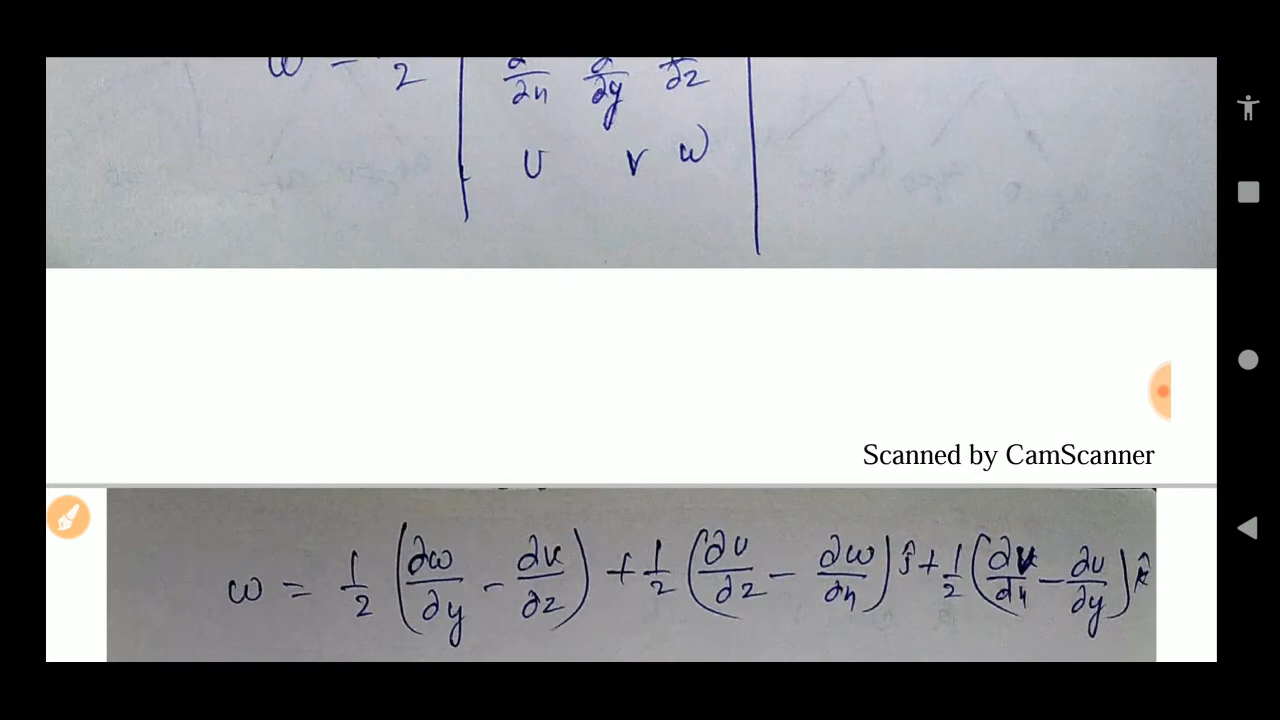 ω = 1/2 | ∂/∂x ∂/∂y ∂/∂z |
U V ω
Scanned by CamScanner
ω = 1/2 (∂ω/∂y - ∂v/∂z) + 1/2 (∂u/∂z - ∂ω/∂x) ĵ + 1/2 (∂v/∂x - ∂u/∂y) k̂